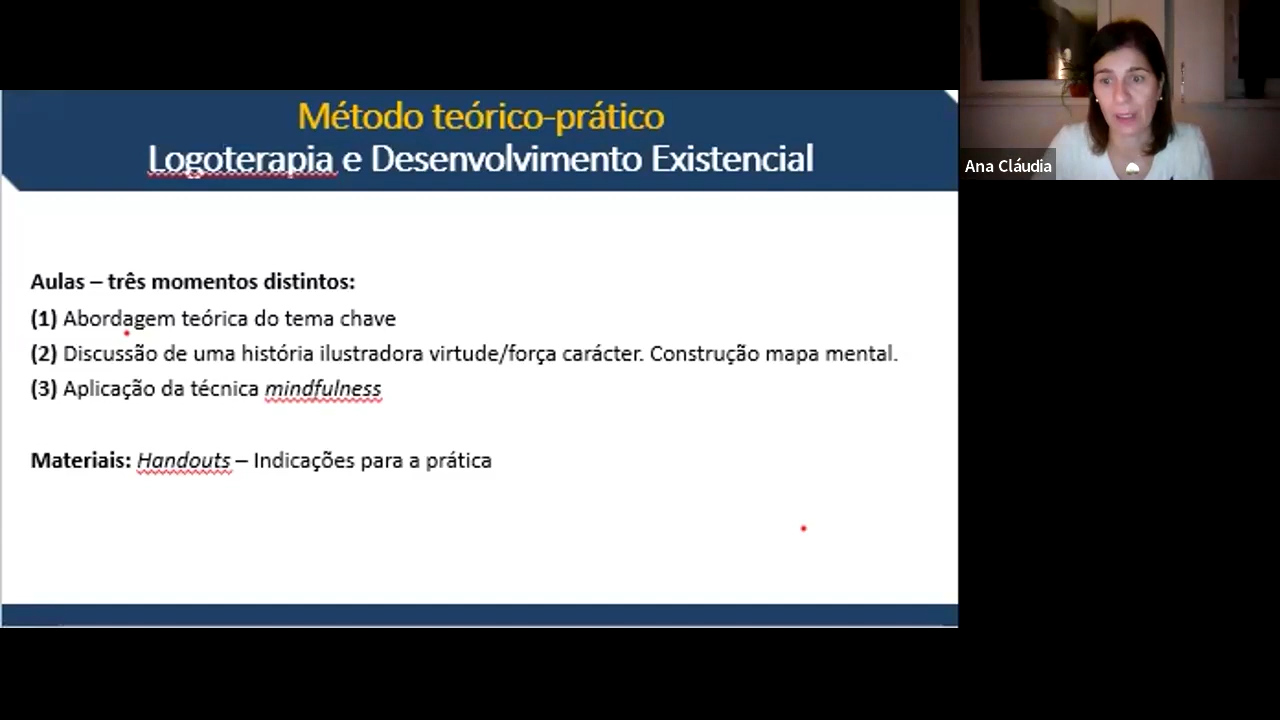 Método teórico-prático
Logoterapia e Desenvolvimento Existencial
Aulas – três momentos distintos:
(1) Abordagem teórica do tema chave
(2) Discussão de uma história ilustradora virtude/força carácter. Construção mapa mental.
(3) Aplicação da técnica mindfulness
Materiais: Handouts – Indicações para a prática
Ana Cláudia